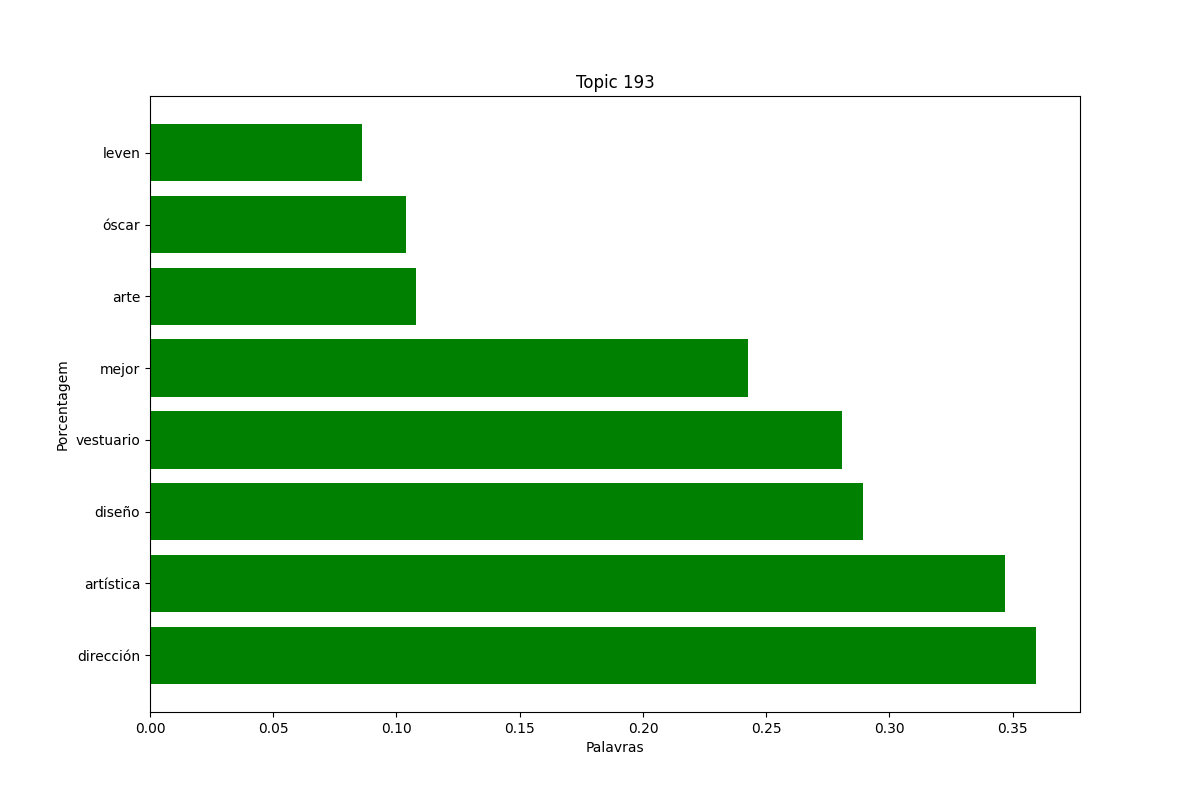 Topic 193
leven
óscar
arte
mejor
vestuario
diseño
artística
dirección
Porcentagem
0.00 0.05 0.10 0.15 0.20 0.25 0.30 0.35
Palavras